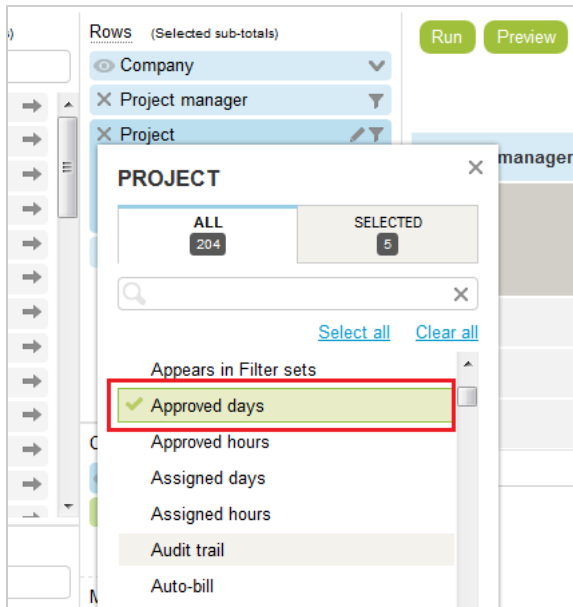 Rows (Selected sub-totals)
Run Preview
Company
Project manager
Project
manager
PROJECT
ALL SELECTED
204 5
Select all Clear all
Appears in Filter sets
Approved days
Approved hours
Assigned days
Assigned hours
Audit trail
Auto-bill